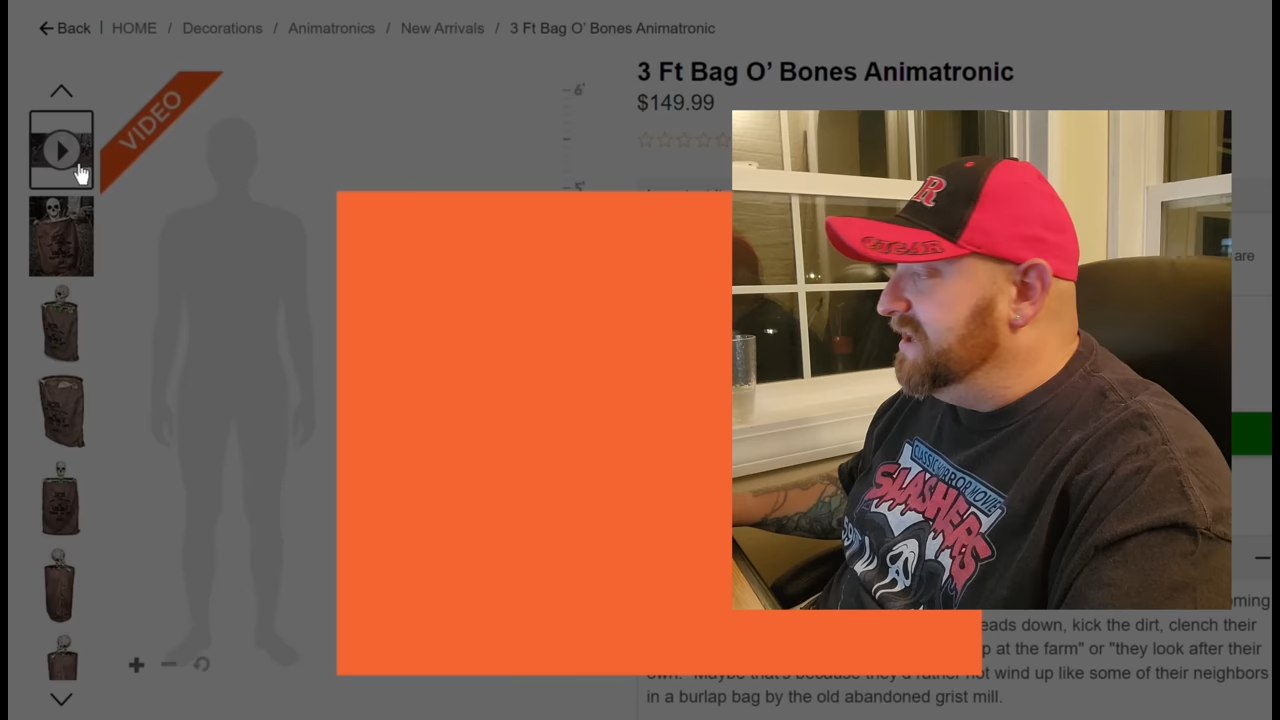 Back | HOME / Decorations / Animatronics / New Arrivals / 3 Ft Bag O’ Bones Animatronic
3 Ft Bag O’ Bones Animatronic
$149.99
6'
5'
VIDEO
R
CIGAR
are
CLASSIC HORROR MOVIE
SLASHERS
oming
eads down, kick the dirt, clench their
p at the farm" or "they look after their
own." Maybe that's because they'd rather not wind up like some of their neighbors
in a burlap bag by the old abandoned grist mill.